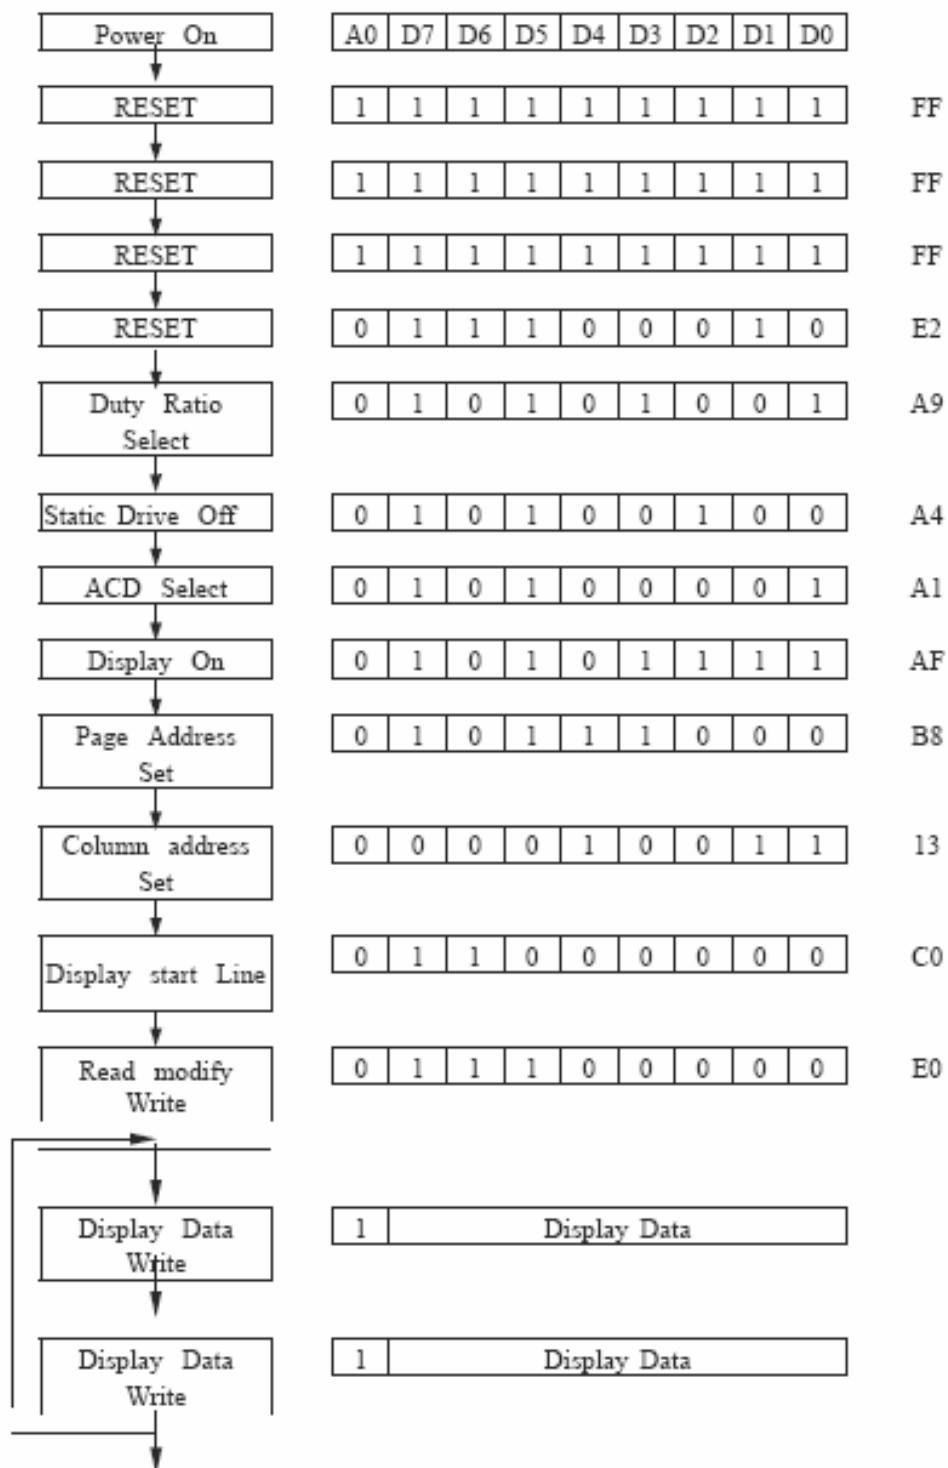 Power On A0 D7 D6 D5 D4 D3 D2 D1 D0
RESET 1 1 1 1 1 1 1 1 1 FF
RESET 1 1 1 1 1 1 1 1 1 FF
RESET 1 1 1 1 1 1 1 1 1 FF
RESET 0 1 1 1 0 0 0 1 0 E2
Duty Ratio 0 1 0 1 0 1 0 0 1 A9
Select
Static Drive Off 0 1 0 1 0 0 1 0 0 A4
ACD Select 0 1 0 1 0 0 0 0 1 A1
Display On 0 1 0 1 0 1 1 1 1 AF
Page Address 0 1 0 1 1 1 0 0 0 B8
Set
Column address 0 0 0 0 1 0 0 1 1 13
Set
Display start Line 0 1 1 0 0 0 0 0 0 C0
Read modify 0 1 1 1 0 0 0 0 0 E0
Write
Display Data 1 Display Data
Write
Display Data 1 Display Data
Write